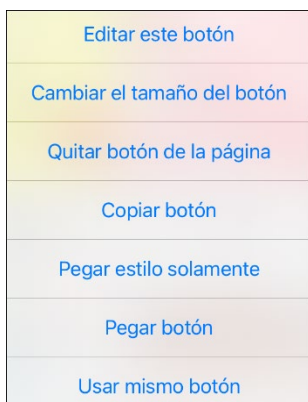 Editar este botón
Cambiar el tamaño del botón
Quitar botón de la página
Copiar botón
Pegar estilo solamente
Pegar botón
Usar mismo botón